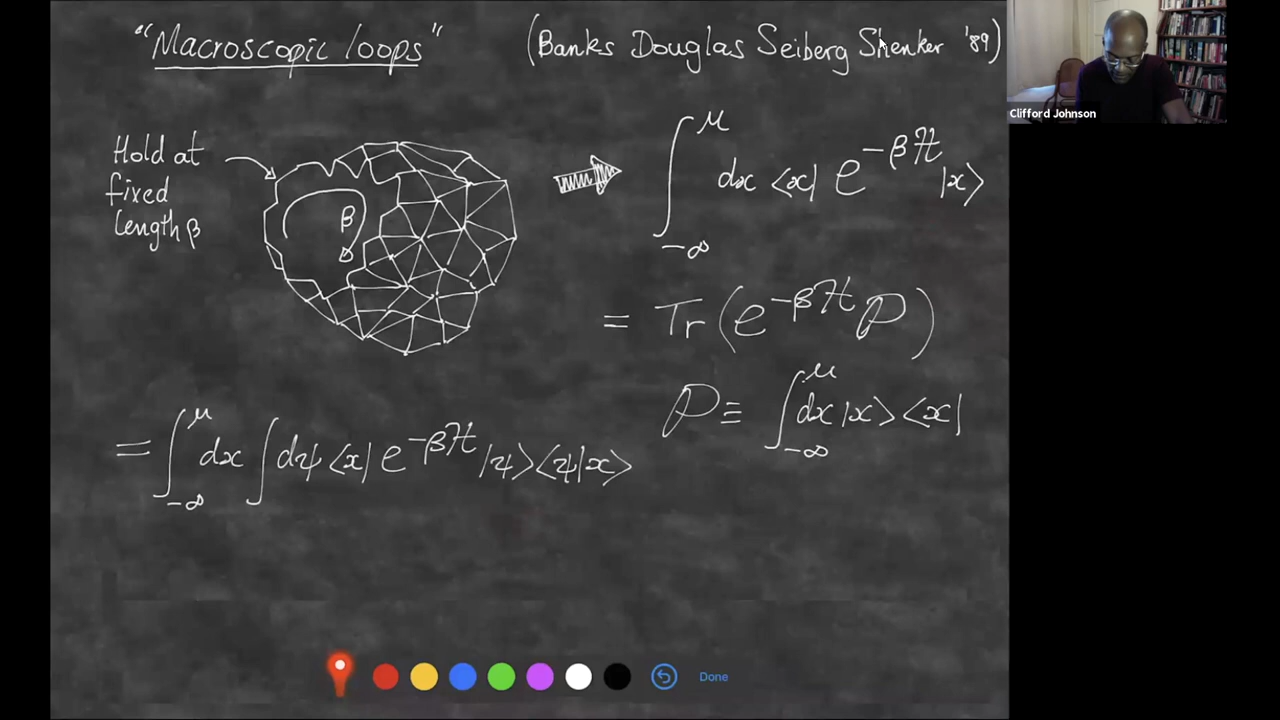 "Macroscopic loops" (Banks Douglas Seiberg Shenker '89)
Clifford Johnson
Hold at
fixed
length β
β
∫_{-∞}^{μ} dx <x| e^{-βℋ} |x>
= Tr(e^{-βℋ} 𝒫)
𝒫 ≡ ∫_{-∞}^{μ} dx |x> <x|
= ∫_{-∞}^{μ} dx ∫ dψ <x| e^{-βℋ} |ψ> <ψ|x>
Done